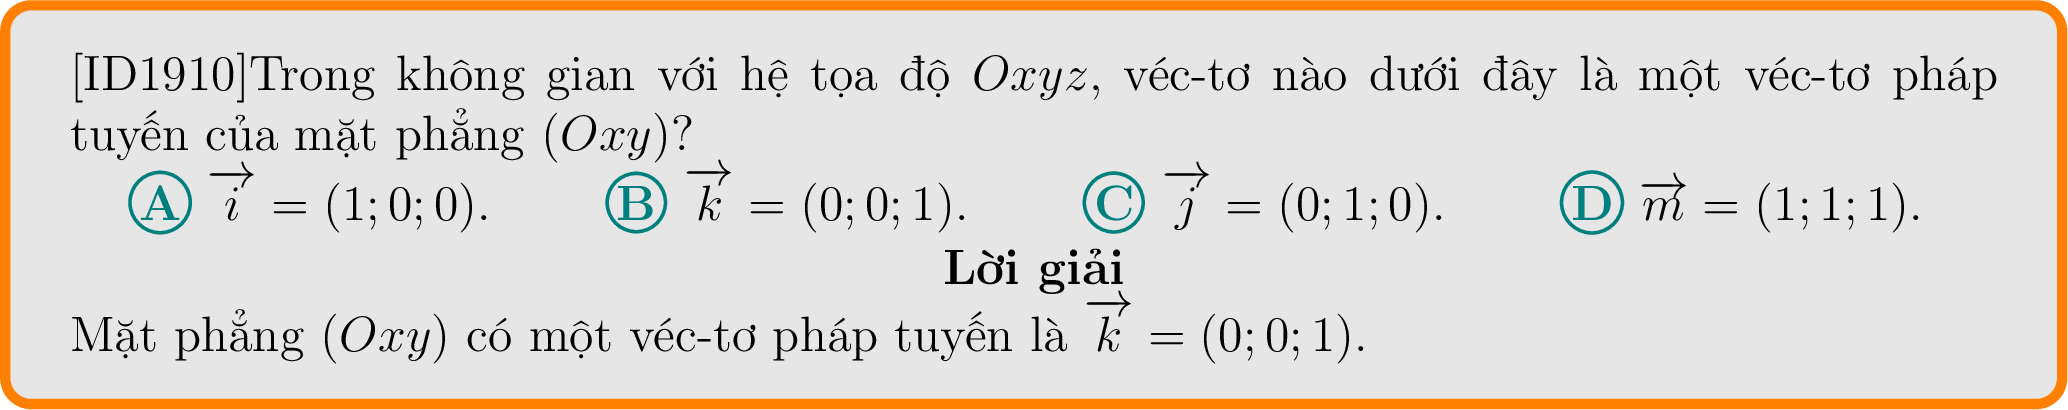 [ID1910]Trong không gian với hệ tọa độ $Oxyz$, véc-tơ nào dưới đây là một véc-tơ pháp
tuyến của mặt phẳng $(Oxy)$?
Ⓐ $\overrightarrow{i} = (1; 0; 0)$. Ⓑ $\overrightarrow{k} = (0; 0; 1)$. Ⓒ $\overrightarrow{j} = (0; 1; 0)$. Ⓓ $\overrightarrow{m} = (1; 1; 1)$.
Lời giải
Mặt phẳng $(Oxy)$ có một véc-tơ pháp tuyến là $\overrightarrow{k} = (0; 0; 1)$.